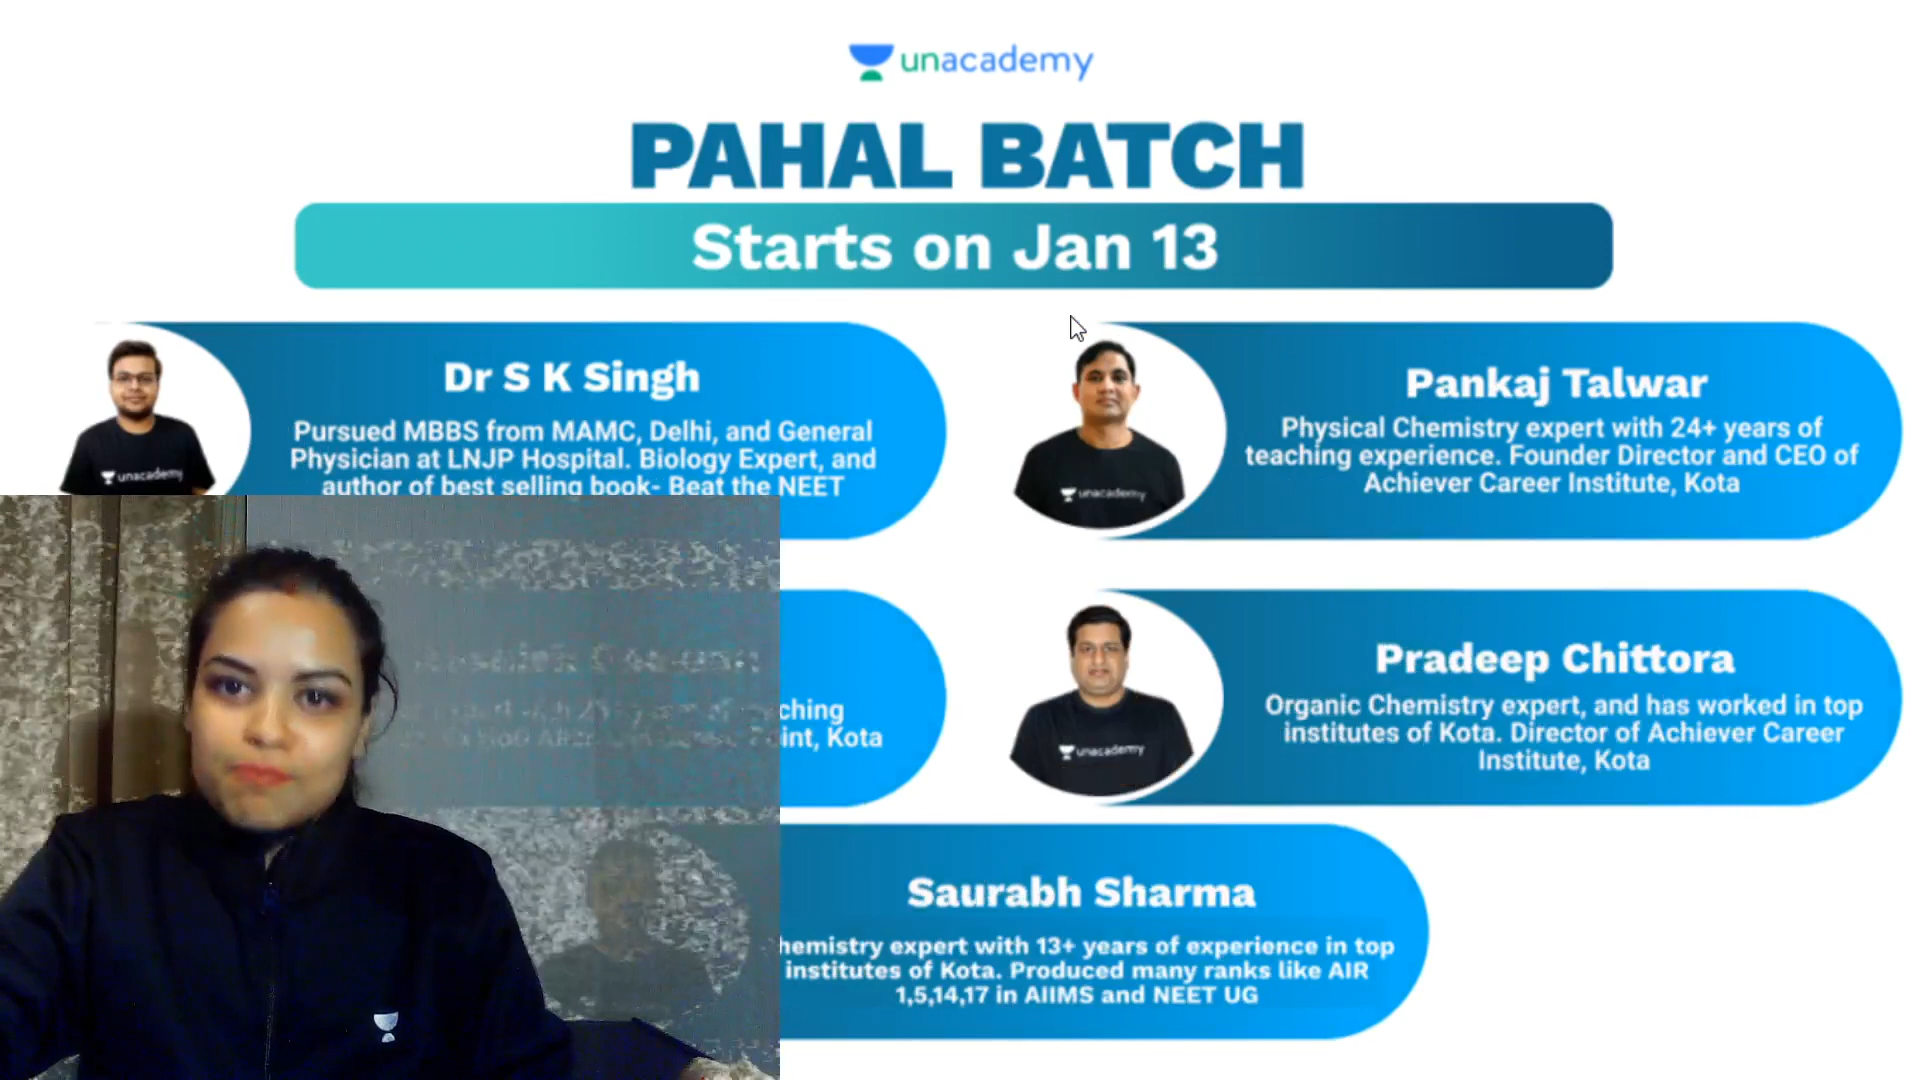 unacademy
PAHAL BATCH
Starts on Jan 13
Dr S K Singh
Pursued MBBS from MAMC, Delhi, and General
Physician at LNJP Hospital. Biology Expert, and
author of best selling book- Beat the NEET
unacademy
Pankaj Talwar
Physical Chemistry expert with 24+ years of
teaching experience. Founder Director and CEO of
Achiever Career Institute, Kota
unacademy
ching
int, Kota
Pradeep Chittora
Organic Chemistry expert, and has worked in top
institutes of Kota. Director of Achiever Career
Institute, Kota
unacademy
Saurabh Sharma
hemistry expert with 13+ years of experience in top
institutes of Kota. Produced many ranks like AIR
1,5,14,17 in AIIMS and NEET UG